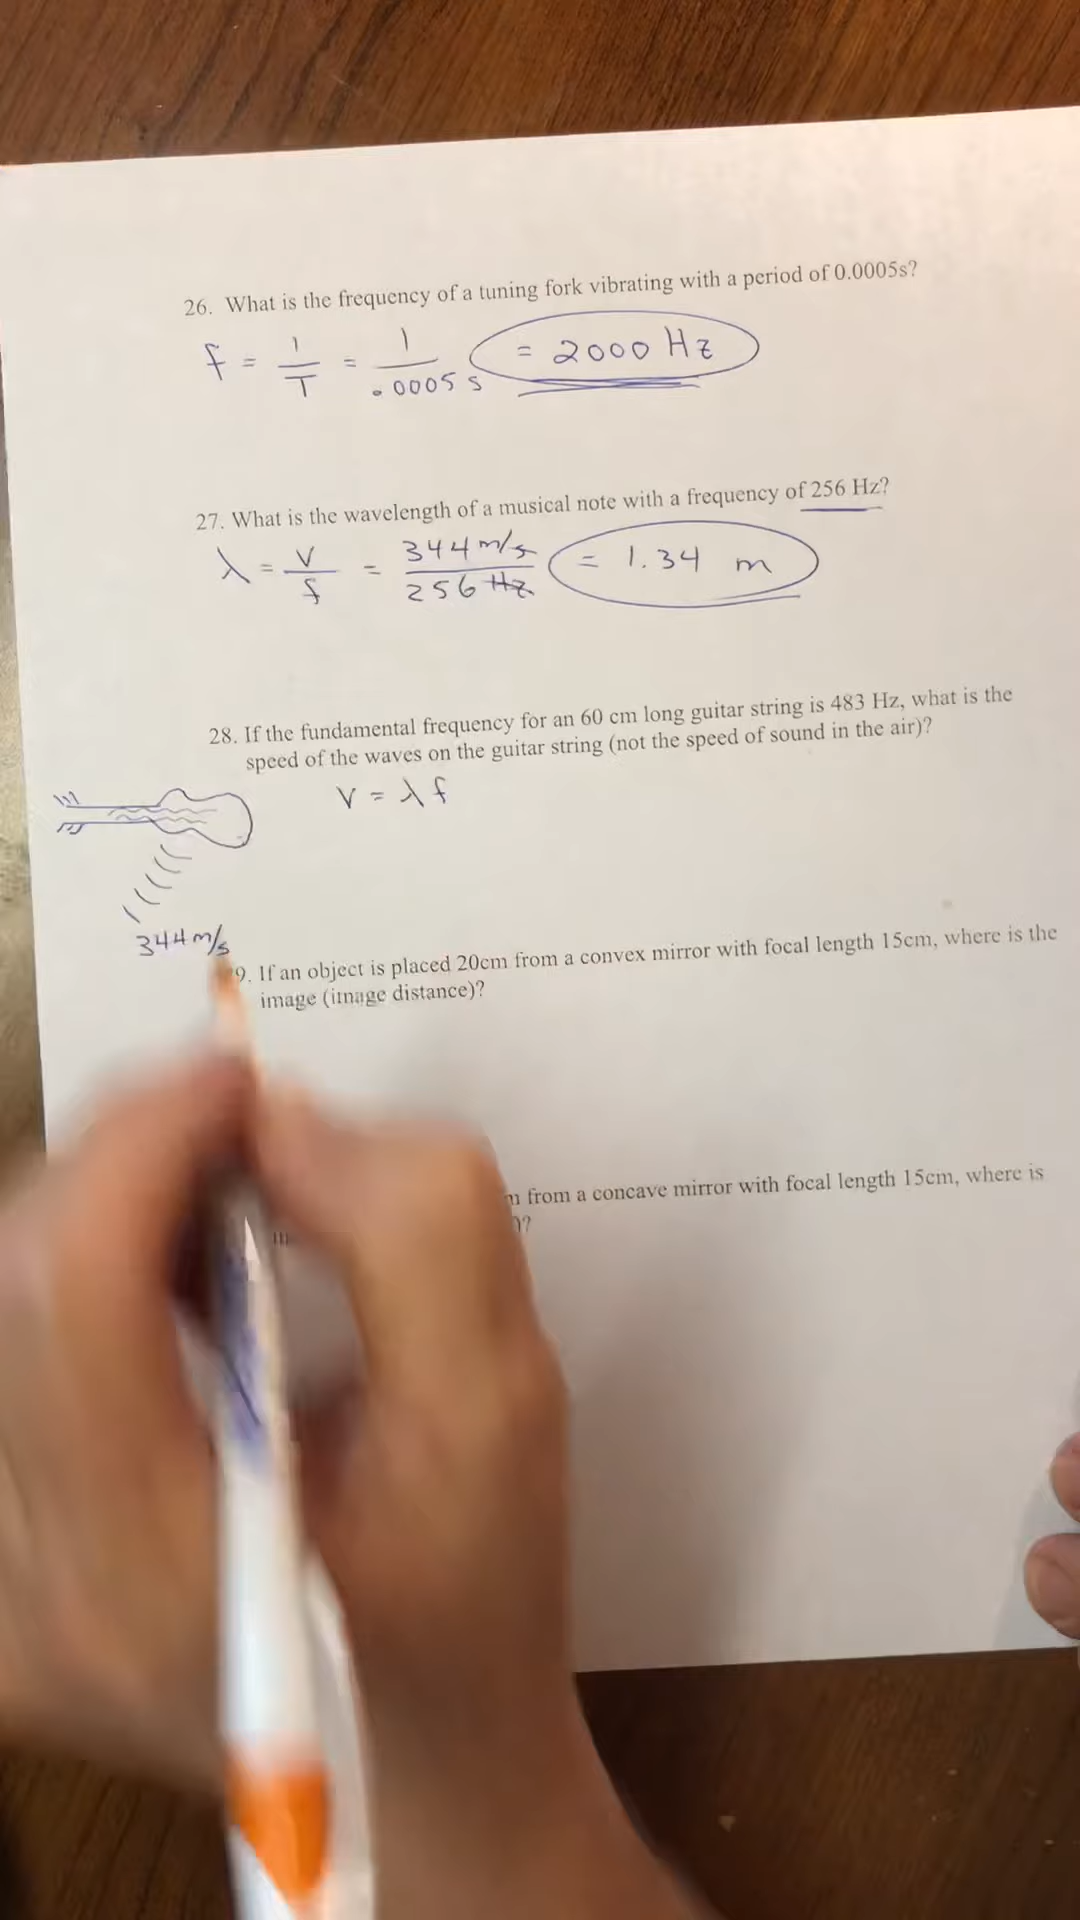 26. What is the frequency of a tuning fork vibrating with a period of 0.0005s?
f = 1/T = 1/.0005 s = 2000 Hz
27. What is the wavelength of a musical note with a frequency of 256 Hz?
λ = v/f = 344 m/s / 256 Hz = 1.34 m
28. If the fundamental frequency for an 60 cm long guitar string is 483 Hz, what is the
speed of the waves on the guitar string (not the speed of sound in the air)?
v = λ f
344 m/s
9. If an object is placed 20cm from a convex mirror with focal length 15cm, where is the
image (image distance)?
from a concave mirror with focal length 15cm, where is
)?